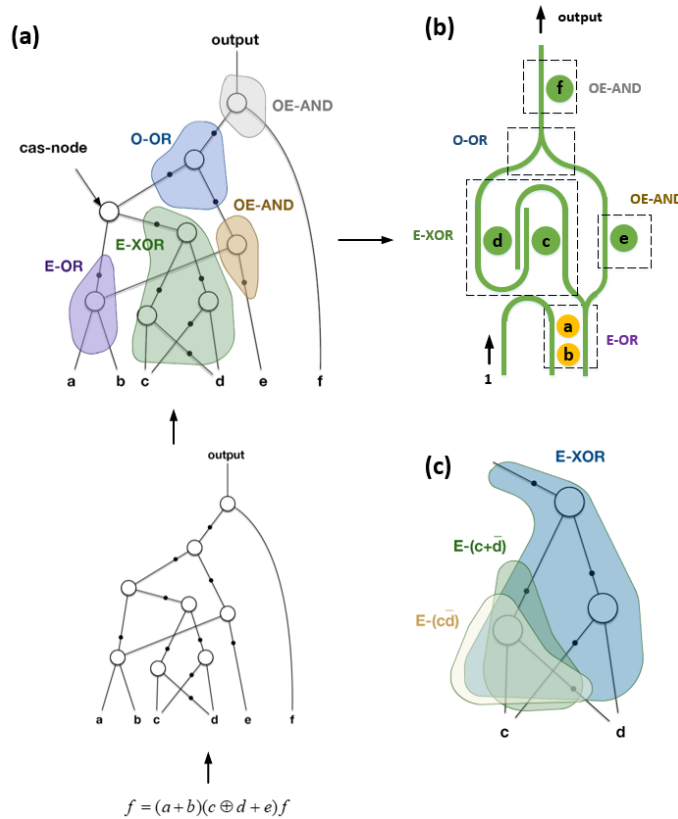 (a)
output
OE-AND
O-OR
cas-node
OE-AND
E-XOR
E-OR
a b c d e f
output
a b c d e f
f = (a + b)(c ⊕ d + e) f
(b)
output
f
OE-AND
O-OR
OE-AND
E-XOR
d c e
a
E-OR
b
1
(c)
E-XOR
E-(c+d̄)
E-(cd̄)
c d